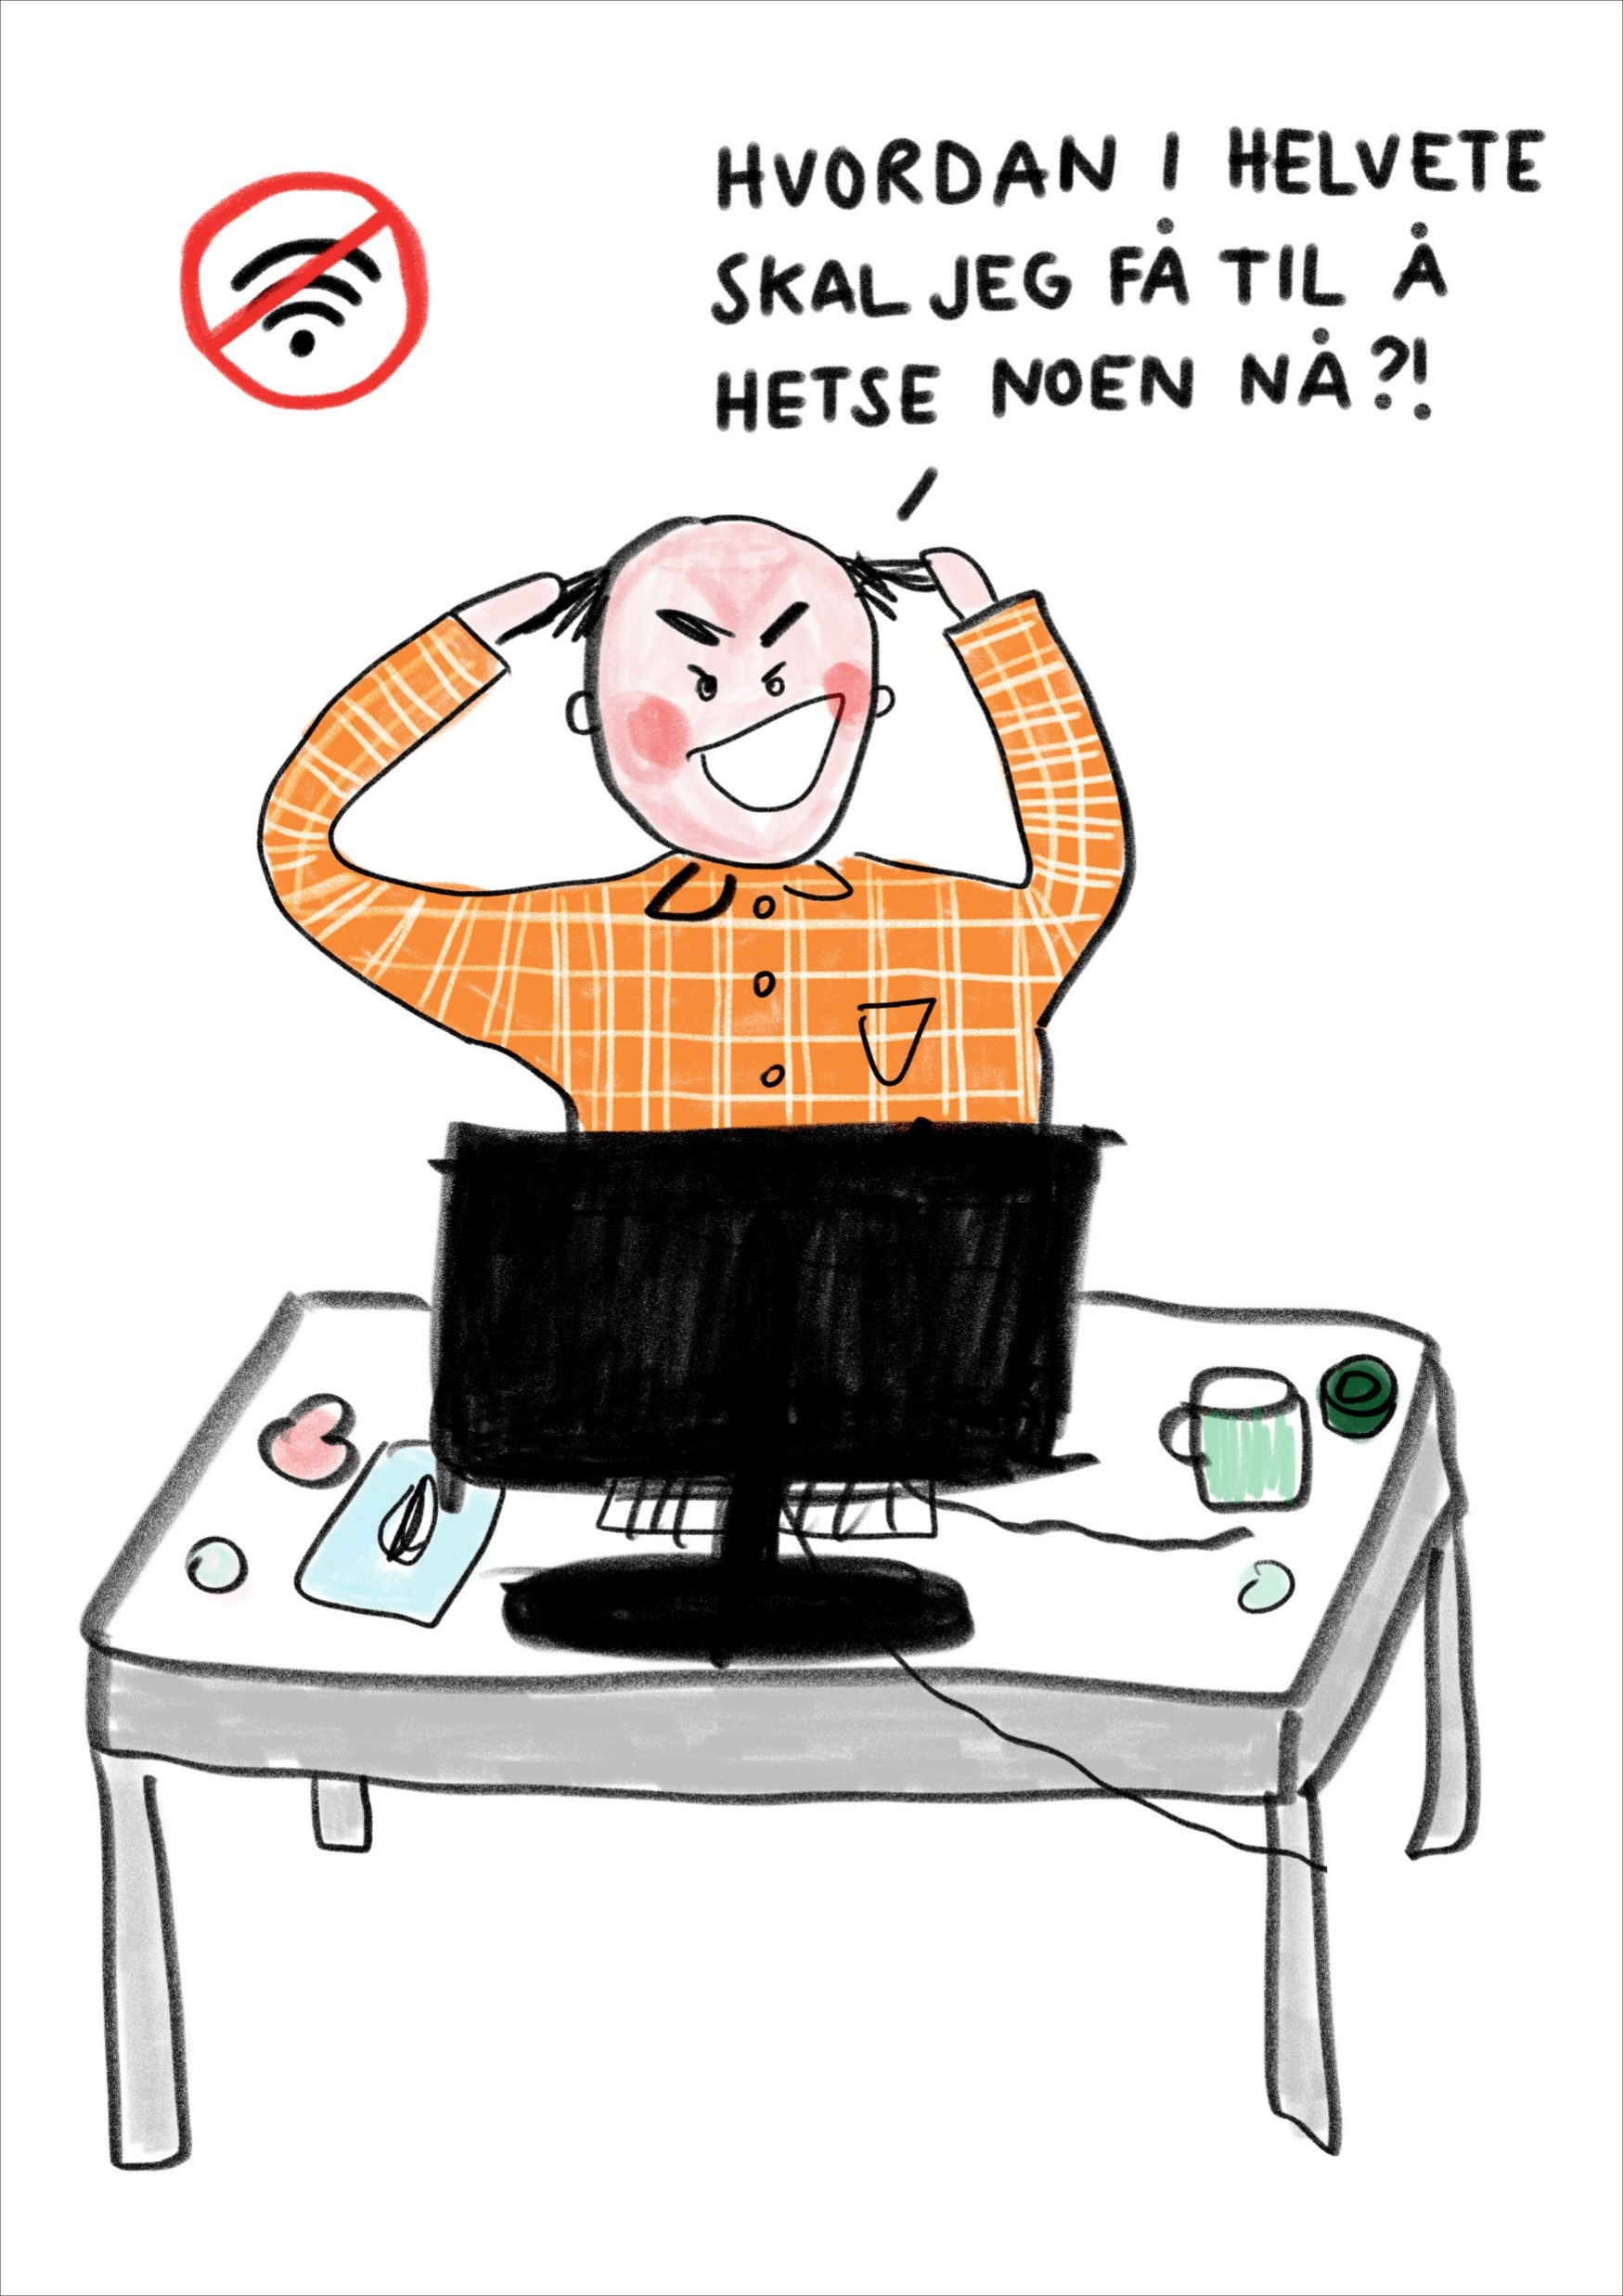 HVORDAN I HELVETE
SKAL JEG FÅ TIL Å
HETSE NOEN NÅ?!